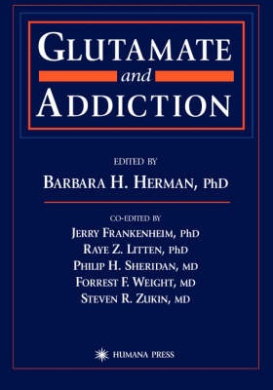 GLUTAMATE
and
ADDICTION
EDITED BY
BARBARA H. HERMAN, PHD
CO-EDITED BY
JERRY FRANKENHEIM, PHD
RAYE Z. LITTEN, PHD
PHILIP H. SHERIDAN, MD
FORREST F. WEIGHT, MD
STEVEN R. ZUKIN, MD
HUMANA PRESS